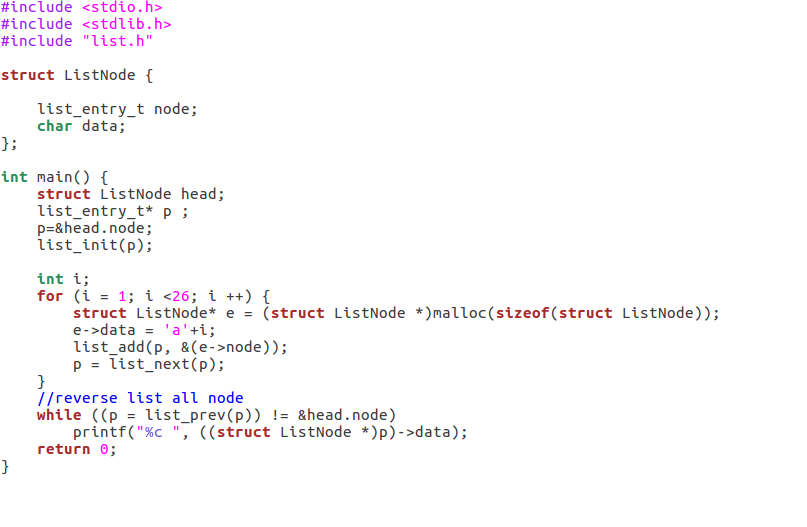 #include <stdio.h>
#include <stdlib.h>
#include "list.h"
struct ListNode {
    list_entry_t node;
    char data;
};
int main() {
    struct ListNode head;
    list_entry_t* p ;
    p=&head.node;
    list_init(p);
    int i;
    for (i = 1; i <26; i ++) {
        struct ListNode* e = (struct ListNode *)malloc(sizeof(struct ListNode));
        e->data = 'a'+i;
        list_add(p, &(e->node));
        p = list_next(p);
    }
    //reverse list all node
    while ((p = list_prev(p)) != &head.node)
        printf("%c ", ((struct ListNode *)p)->data);
    return 0;
}